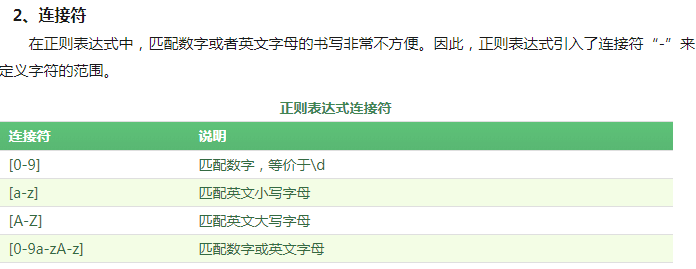 2、连接符
在正则表达式中，匹配数字或者英文字母的书写非常不方便。因此，正则表达式引入了连接符“-”来
定义字符的范围。
正则表达式连接符
连接符 说明
[0-9] 匹配数字，等价于\d
[a-z] 匹配英文小写字母
[A-Z] 匹配英文大写字母
[0-9a-zA-z] 匹配数字或英文字母